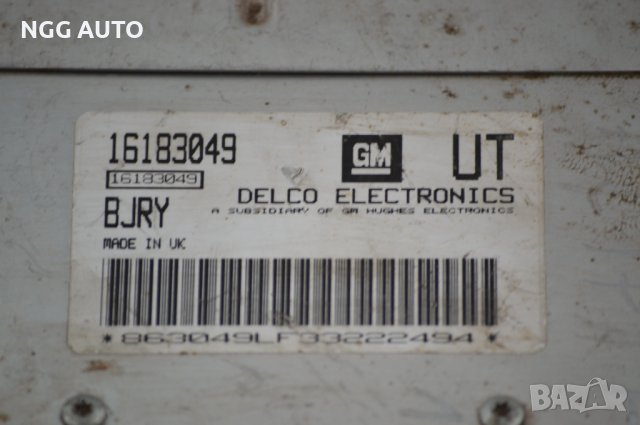 NGG AUTO
16183049
GM
UT
16183049
DELCO ELECTRONICS
BJRY
A SUBSIDIARY OF GM HUGHES ELECTRONICS
MADE IN UK
*863049LF33222494*
BAZAR